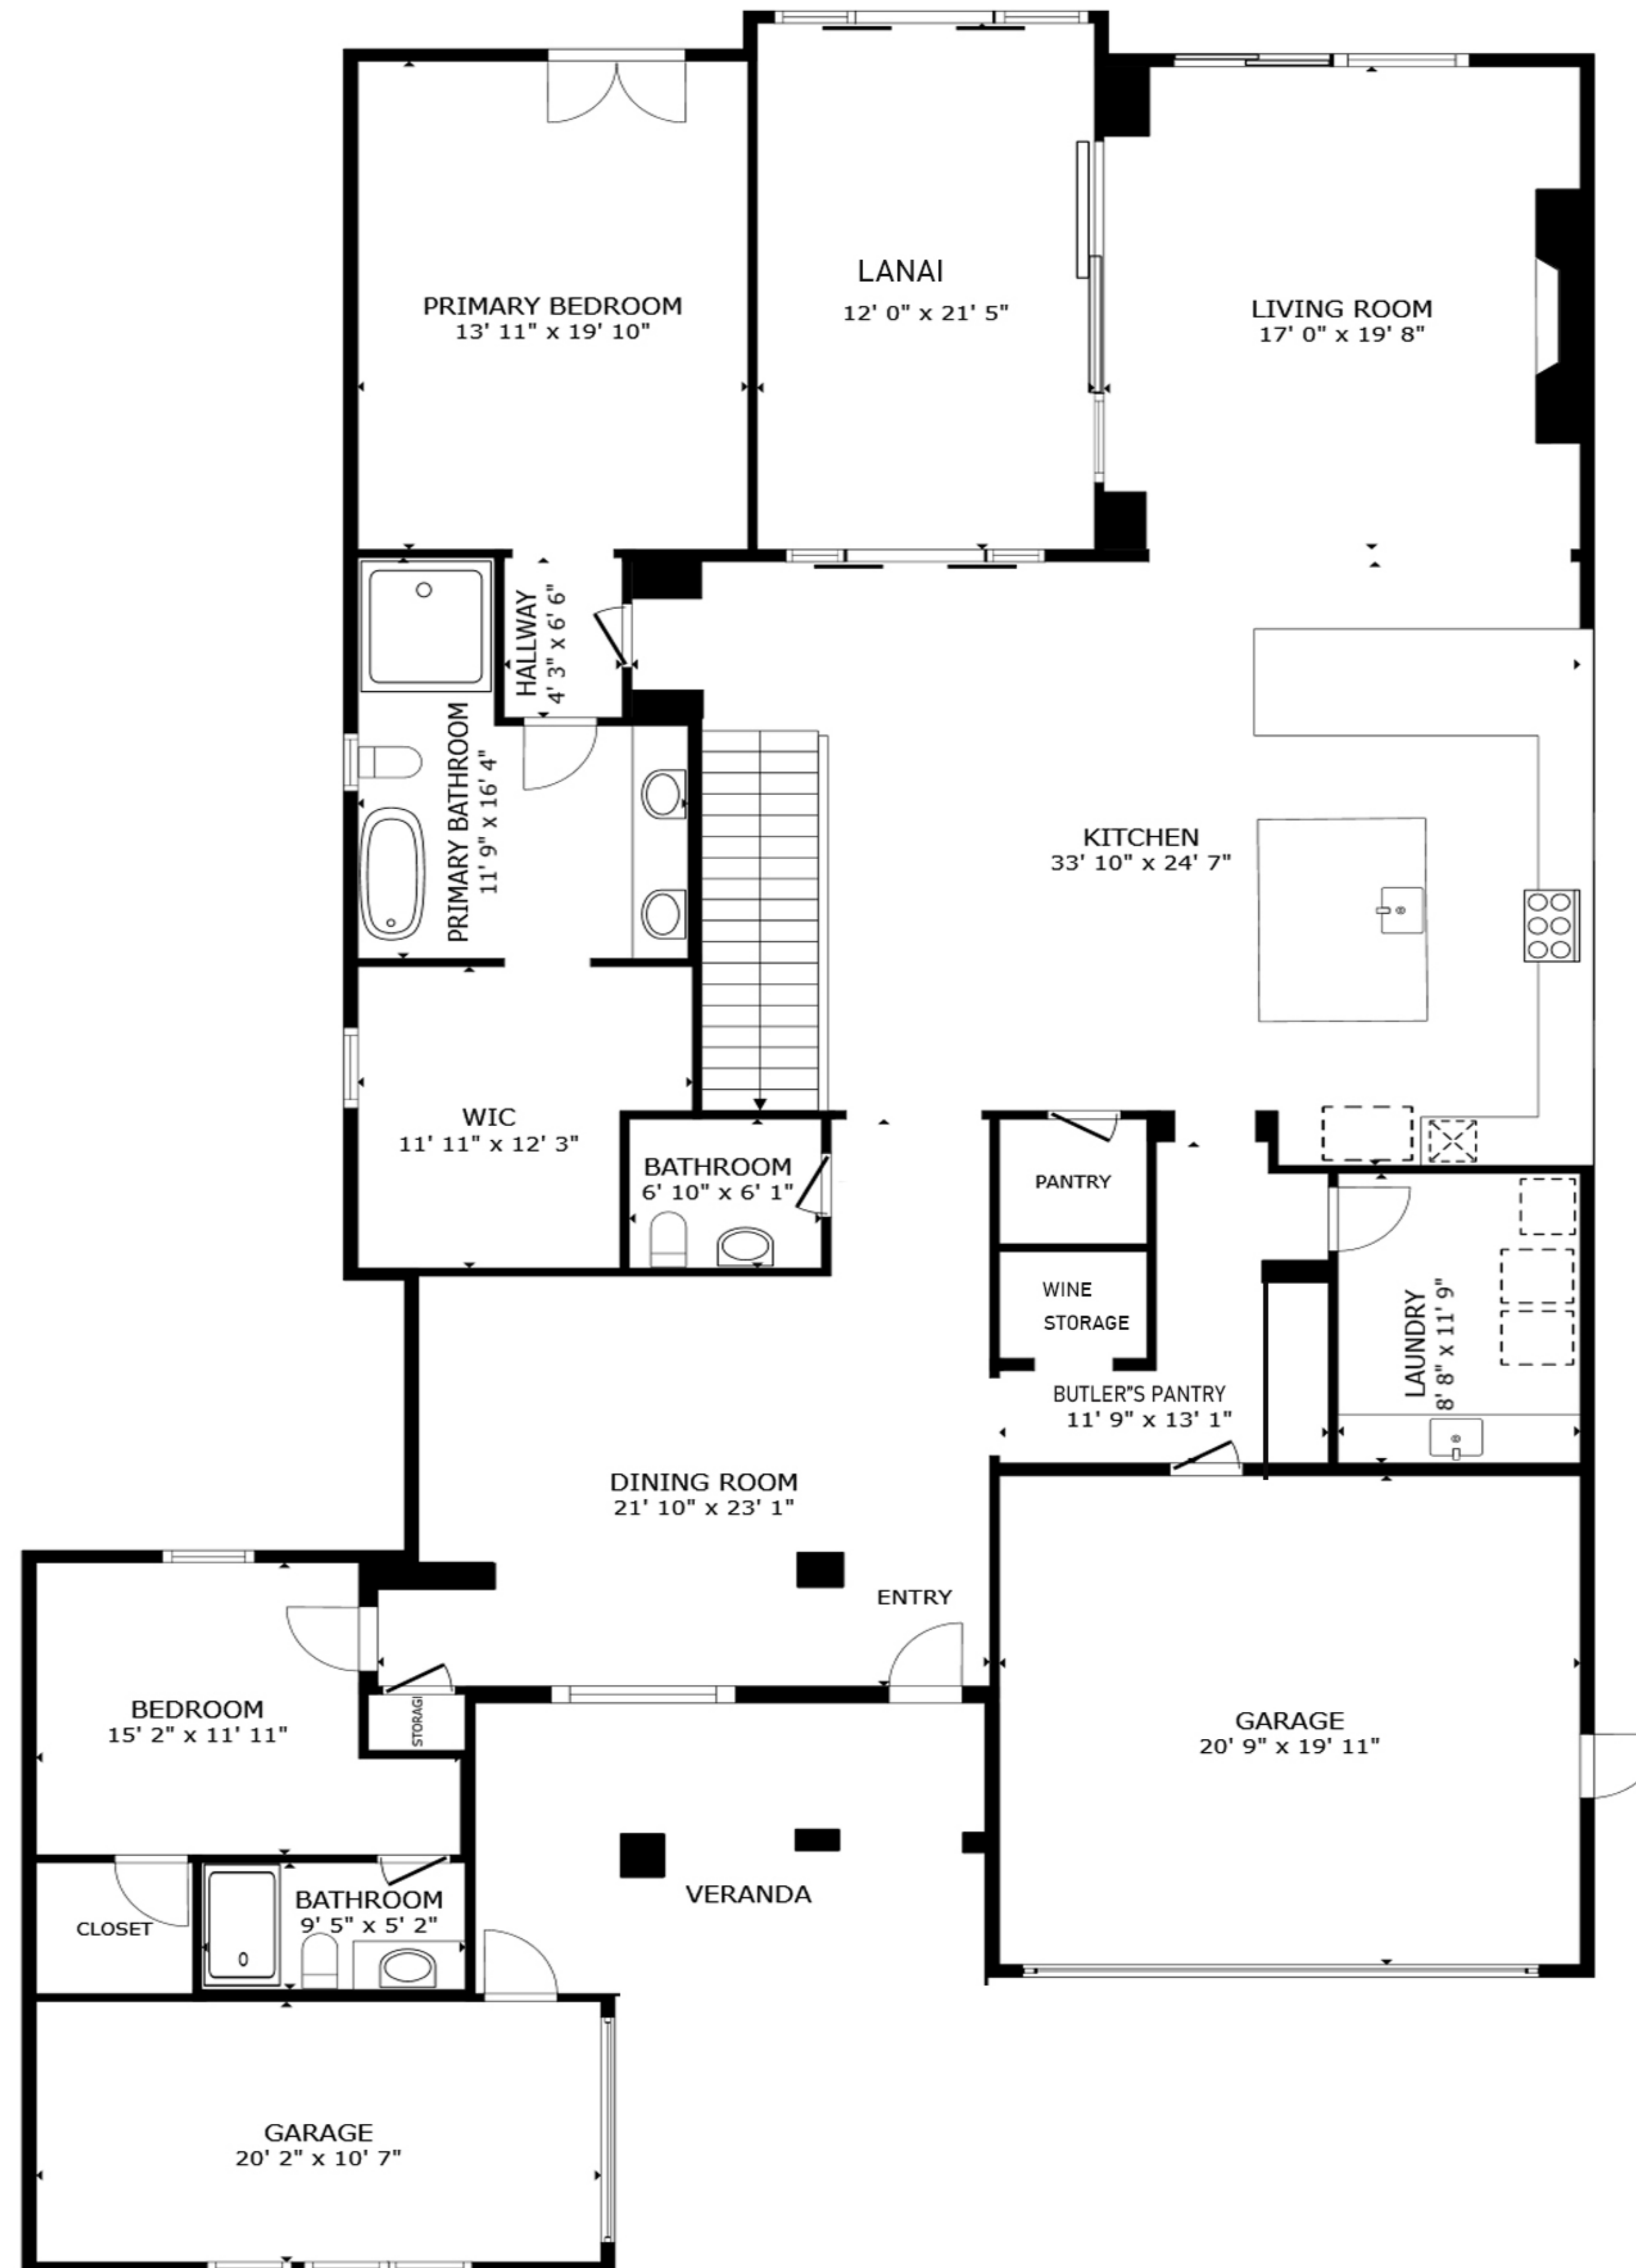 LANAI
12' 0" x 21' 5"
PRIMARY BEDROOM
13' 11" x 19' 10"
LIVING ROOM
17' 0" x 19' 8"
HALLWAY
4' 3" x 6' 6"
PRIMARY BATHROOM
11' 9" x 16' 4"
KITCHEN
33' 10" x 24' 7"
WIC
11' 11" x 12' 3"
BATHROOM
6' 10" x 6' 1"
PANTRY
WINE
STORAGE
LAUNDRY
8' 8" x 11' 9"
BUTLER"S PANTRY
11' 9" x 13' 1"
DINING ROOM
21' 10" x 23' 1"
ENTRY
BEDROOM
15' 2" x 11' 11"
STORAGI
GARAGE
20' 9" x 19' 11"
VERANDA
BATHROOM
9' 5" x 5' 2"
CLOSET
GARAGE
20' 2" x 10' 7"